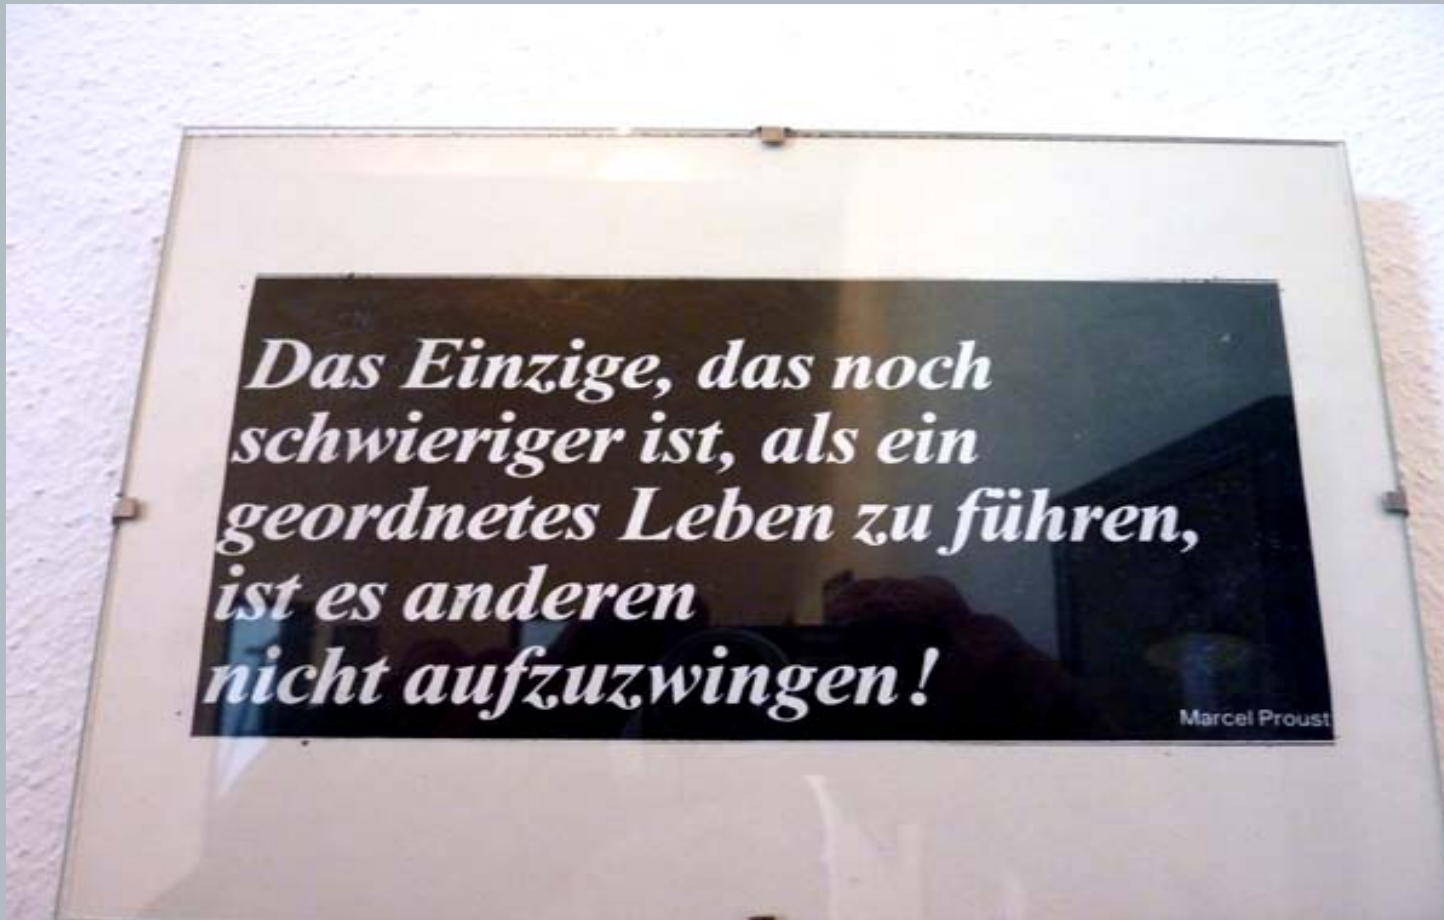 Das Einzige, das noch
schwieriger ist, als ein
geordnetes Leben zu führen,
ist es anderen
nicht aufzuzwingen!
Marcel Proust